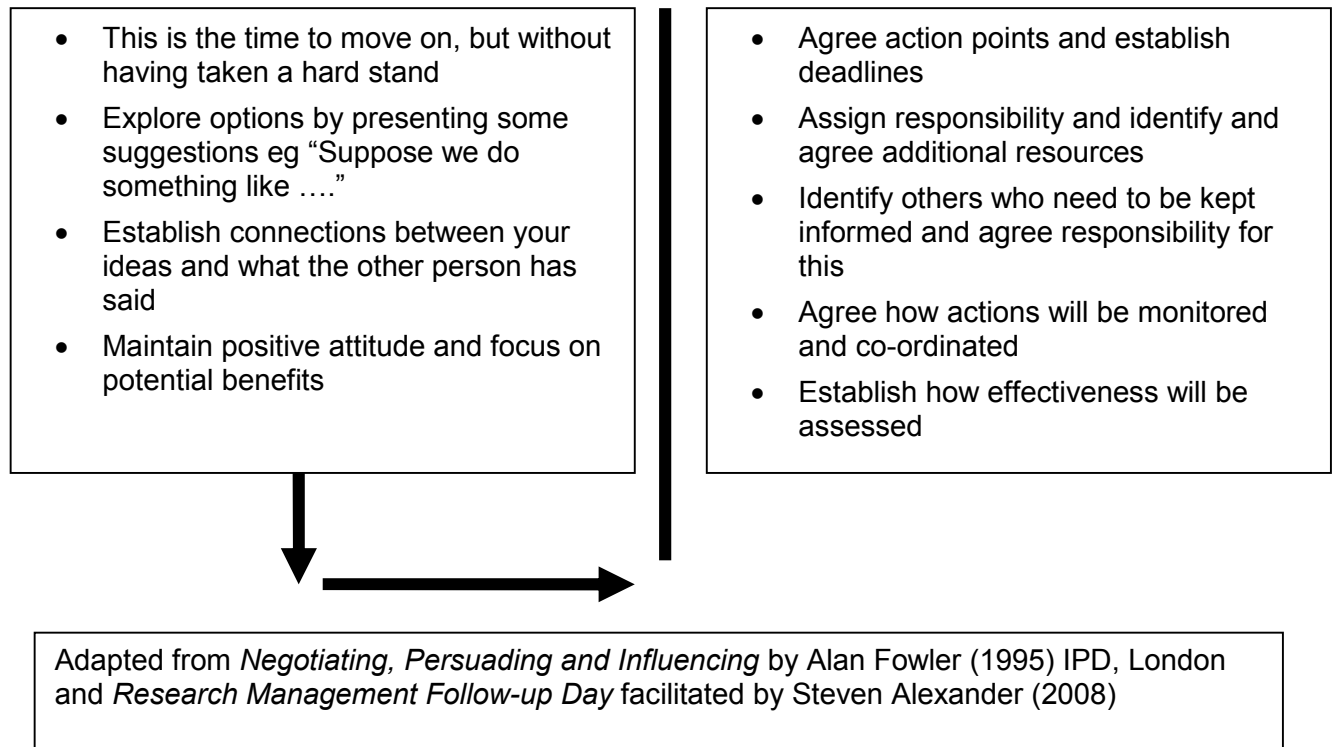 • This is the time to move on, but without
having taken a hard stand
• Explore options by presenting some
suggestions eg “Suppose we do
something like ….”
• Establish connections between your
ideas and what the other person has
said
• Maintain positive attitude and focus on
potential benefits
• Agree action points and establish
deadlines
• Assign responsibility and identify and
agree additional resources
• Identify others who need to be kept
informed and agree responsibility for
this
• Agree how actions will be monitored
and co-ordinated
• Establish how effectiveness will be
assessed
Adapted from Negotiating, Persuading and Influencing by Alan Fowler (1995) IPD, London
and Research Management Follow-up Day facilitated by Steven Alexander (2008)